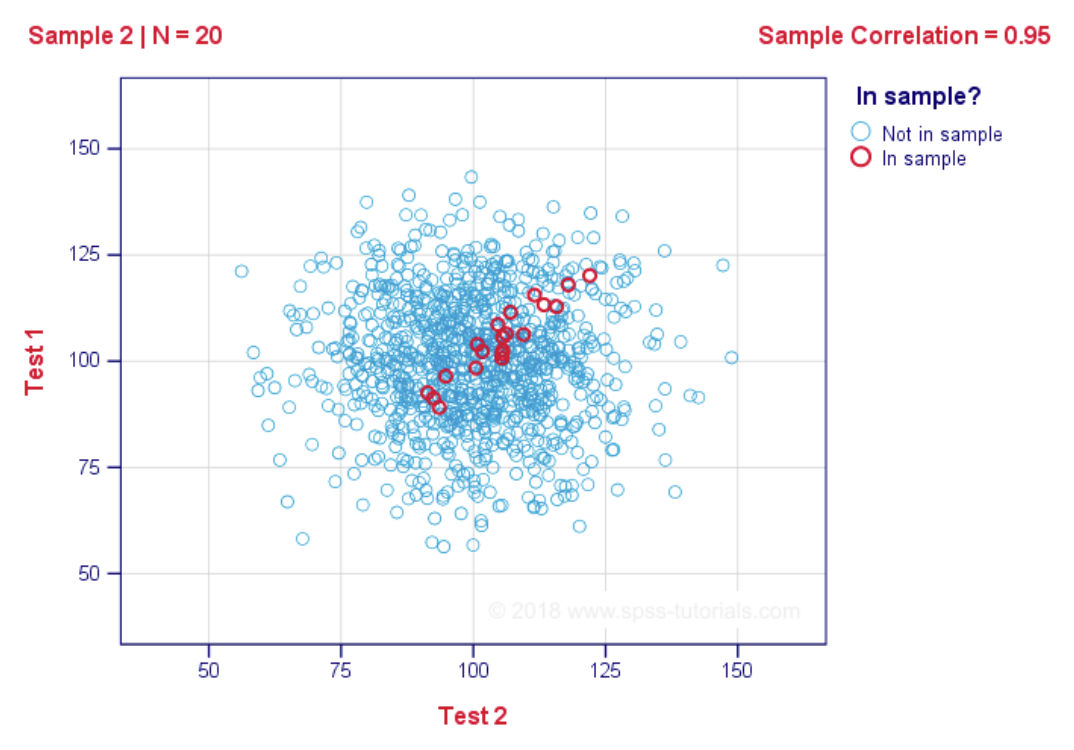 Sample 2 | N = 20
Sample Correlation = 0.95
In sample?
Not in sample
In sample
Test 1
150
125
100
75
50
© 2018 www.spss-tutorials.com
50
75
100
125
150
Test 2